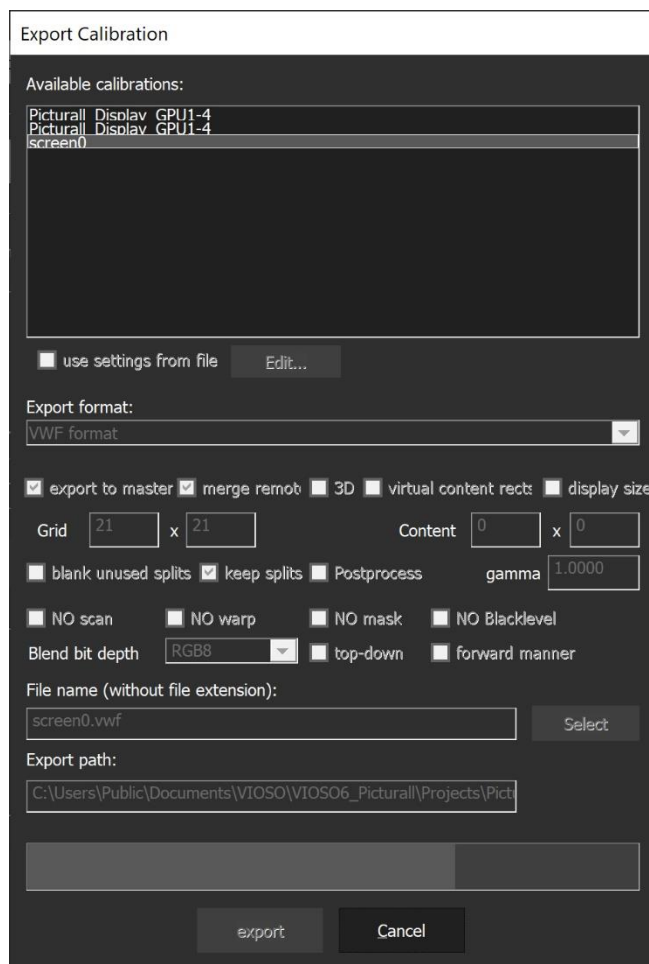 Export Calibration
Available calibrations:
Picturall Display GPU1-4
Picturall Display GPU1-4
screen0
use settings from file Edit...
Export format:
VWF format
export to master merge remot 3D virtual content rects display size
Grid 21 x 21 Content 0 x 0
blank unused splits keep splits Postprocess gamma 1.0000
NO scan NO warp NO mask NO Blacklevel
Blend bit depth RGB8 top-down forward manner
File name (without file extension):
screen0.vwf Select
Export path:
C:\Users\Public\Documents\VIOSO\VIOSO6_Picturall\Projects\Pictu
export Cancel